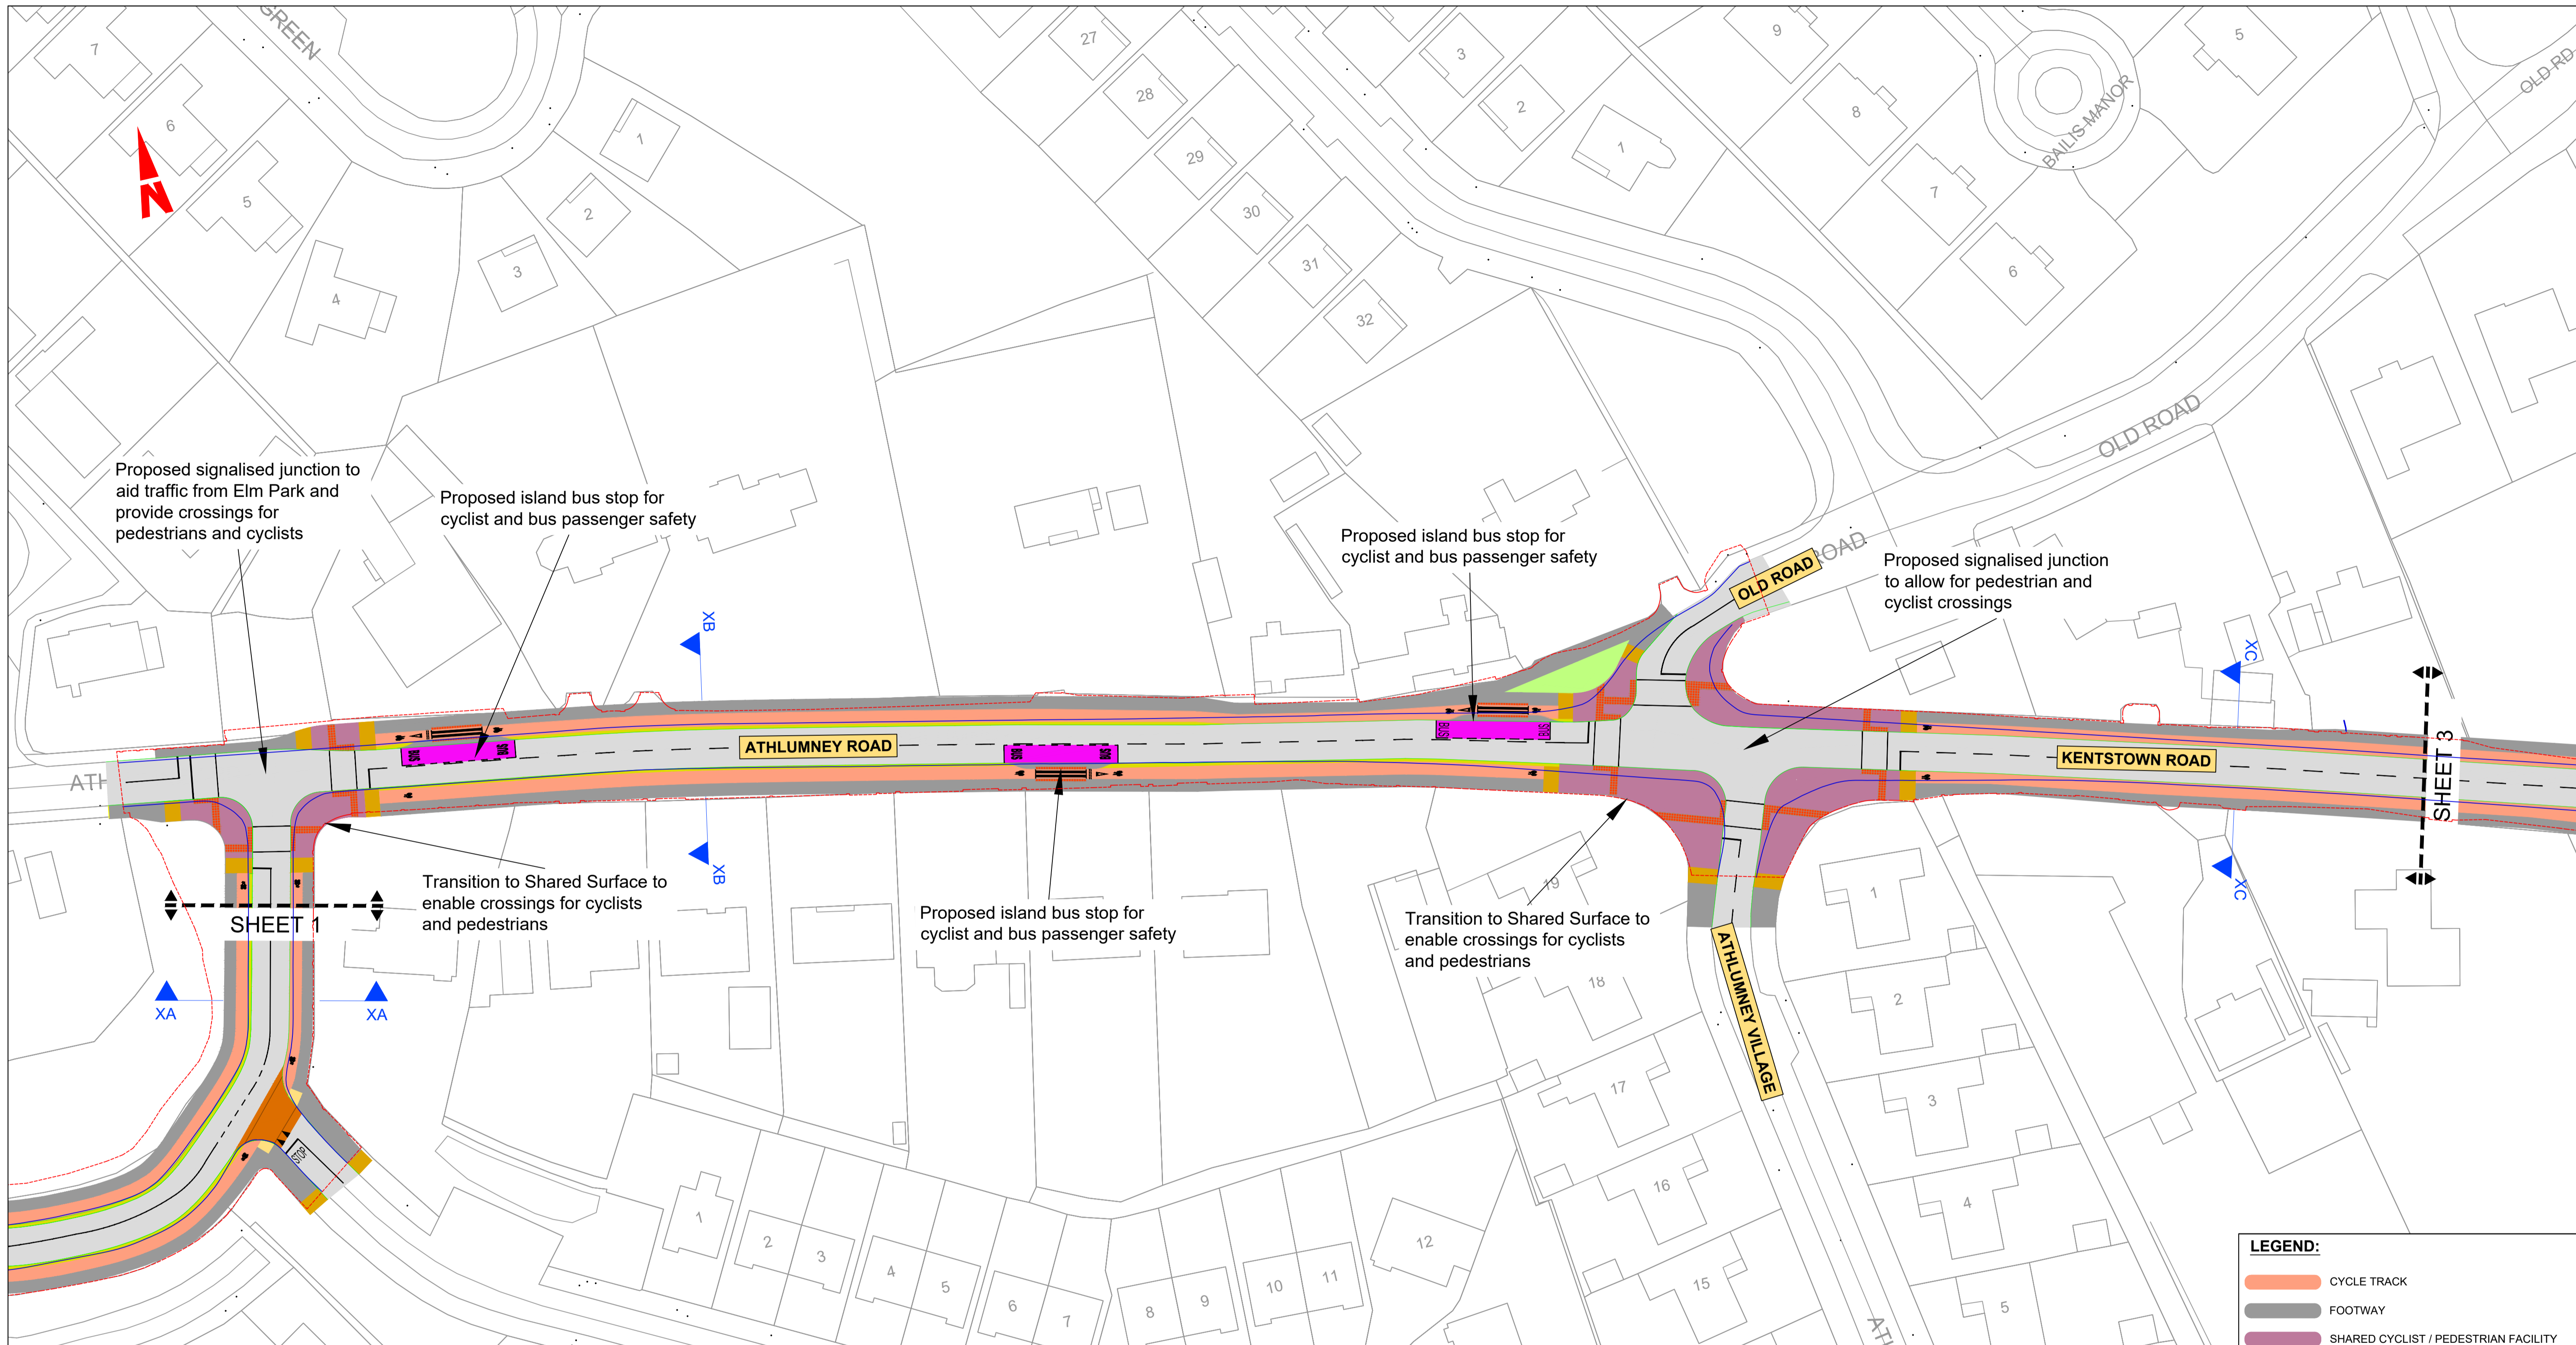 GREEN
7
6
5
4
3
2
1
27
28
29
30
31
32
3
2
1
9
8
7
6
5
BAILIS MANOR
OLD RD
OLD ROAD
N
Proposed signalised junction to
aid traffic from Elm Park and
provide crossings for
pedestrians and cyclists
Proposed island bus stop for
cyclist and bus passenger safety
Proposed island bus stop for
cyclist and bus passenger safety
Proposed signalised junction
to allow for pedestrian and
cyclist crossings
ROAD
OLD ROAD
XB
XC
ATH
BUS
BUS
ATHLUMNEY ROAD
BUS
BUS
BUS
KENTSTOWN ROAD
SHEET 3
XB
XC
Transition to Shared Surface to
enable crossings for cyclists
and pedestrians
Proposed island bus stop for
cyclist and bus passenger safety
Transition to Shared Surface to
enable crossings for cyclists
and pedestrians
SHEET 1
XA
XA
STOP
ATHLUMNEY VILLAGE
19
18
17
16
15
1
2
3
4
5
1
2
3
4
5
6
7
8
9
10
11
12
ATH
LEGEND:
CYCLE TRACK
FOOTWAY
SHARED CYCLIST / PEDESTRIAN FACILITY